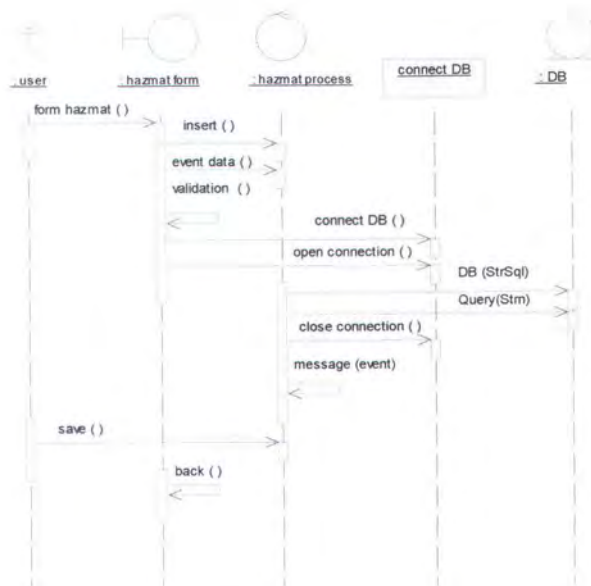 : user
: hazmat form
: hazmat process
connect DB
: DB
form hazmat ( )
insert ( )
event data ( )
validation ( )
connect DB ( )
open connection ( )
DB (StrSql)
Query(Stm)
close connection ( )
message (event)
save ( )
back ( )